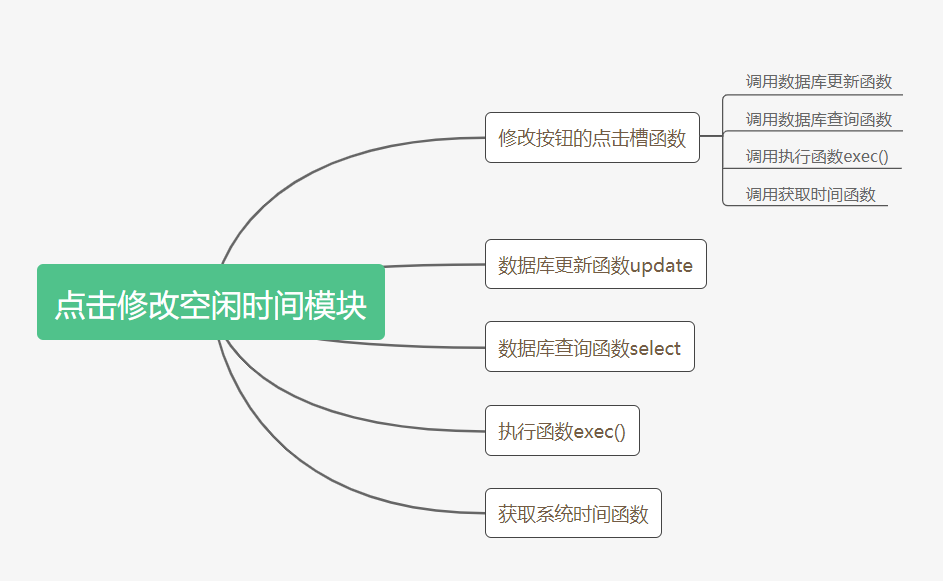 点击修改空闲时间模块
修改按钮的点击槽函数
调用数据库更新函数
调用数据库查询函数
调用执行函数exec()
调用获取时间函数
数据库更新函数update
数据库查询函数select
执行函数exec()
获取系统时间函数